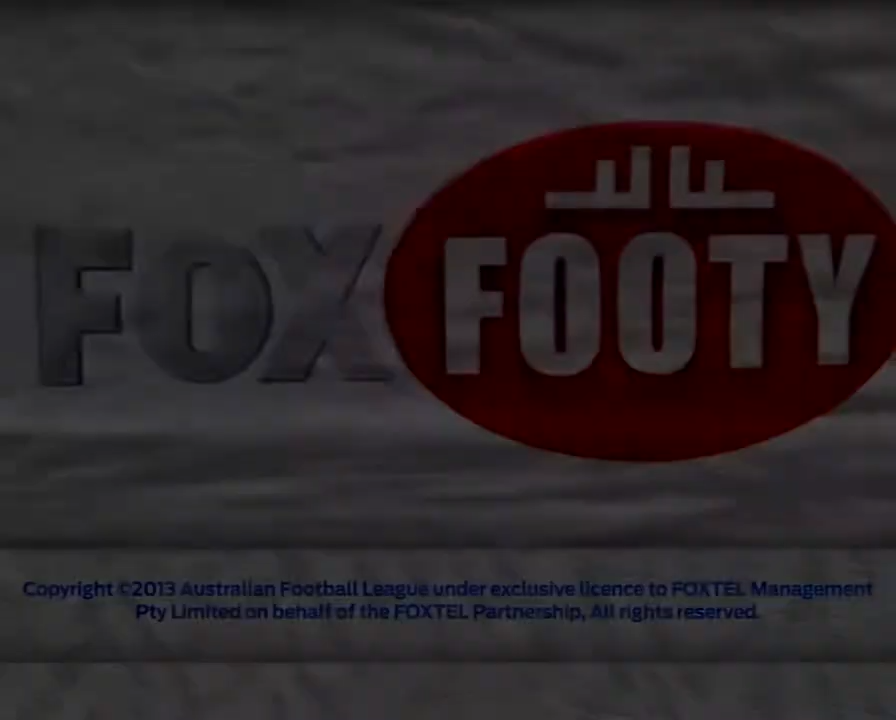 FOX FOOTY
Copyright ©2013 Australian Football League under exclusive licence to FOXTEL Management
Pty Limited on behalf of the FOXTEL Partnership, All rights reserved.